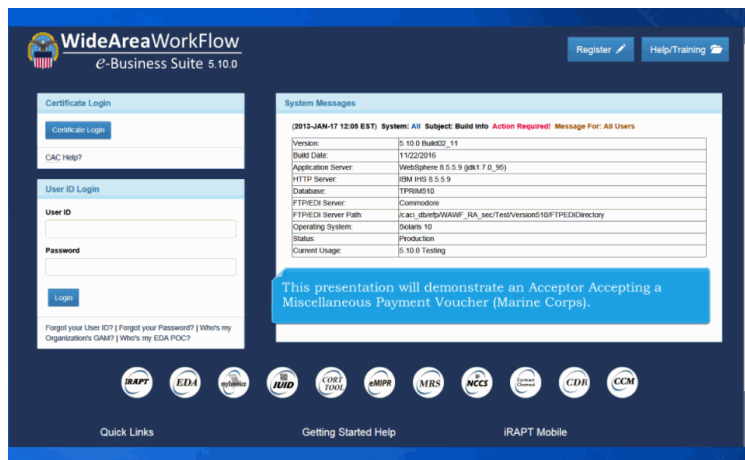 WideAreaWorkFlow
e-Business Suite 5.10.0
Register
Help/Training
Certificate Login
Certificate Login
CAC Help?
User ID Login
User ID
Password
Login
Forgot your User ID? | Forgot your Password? | Who's my
Organization's GAM? | Who's my EDA POC?
System Messages
(2013-JAN-17 12:05 EST) System: All Subject: Build Info Action Required! Message For: All Users
Version: 5.10.0 Build02_11
Build Date: 11/22/2016
Application Server: WebSphere 8.5.5.9 (jdk1.7.0_95)
HTTP Server: IBM IHS 8.5.5.9
Database: TPRIM510
FTP/EDI Server: Commodore
FTP/EDI Server Path: /caci_db/efp/WAWF_RA_sec/Test/Version510/FTPEDIDirectory
Operating System: Solaris 10
Status: Production
Current Usage: 5.10.0 Testing
This presentation will demonstrate an Acceptor Accepting a
Miscellaneous Payment Voucher (Marine Corps).
iRAPT EDA myInvoice IUID CORT TOOL eMIPR MRS NCCS Contract Closeout CDR CCM
Quick Links Getting Started Help iRAPT Mobile